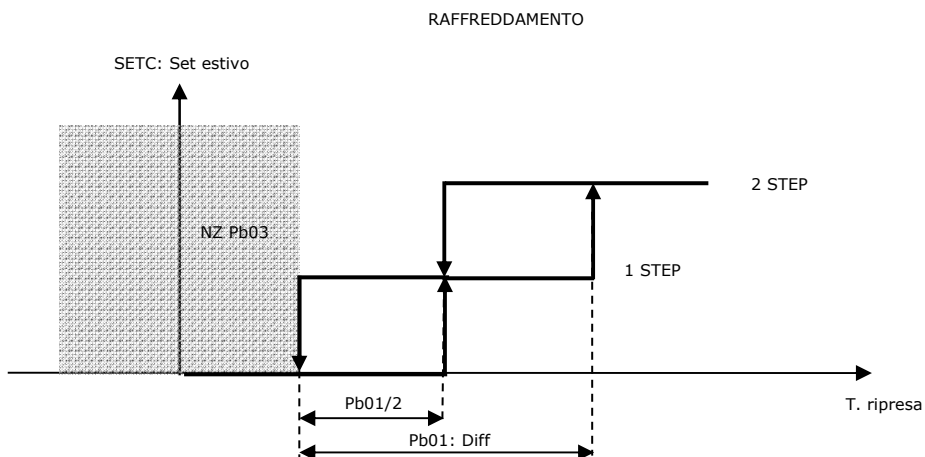 RAFFREDDAMENTO
SETC: Set estivo
2 STEP
NZ Pb03
1 STEP
Pb01/2
T. ripresa
Pb01: Diff